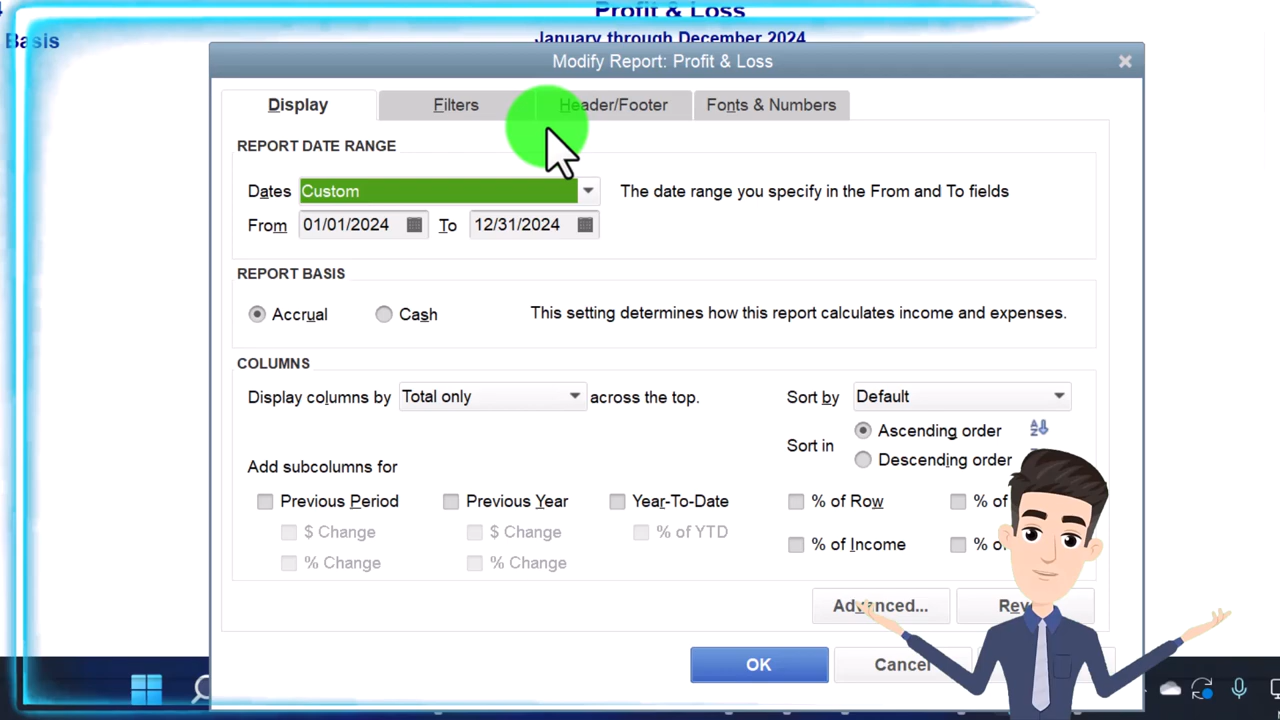 Profit & Loss
Basis
January through December 2024
Modify Report: Profit & Loss
Display Filters Header/Footer Fonts & Numbers
REPORT DATE RANGE
Dates Custom The date range you specify in the From and To fields
From 01/01/2024 To 12/31/2024
REPORT BASIS
Accrual Cash This setting determines how this report calculates income and expenses.
COLUMNS
Display columns by Total only across the top. Sort by Default
Sort in Ascending order
Descending order
Add subcolumns for
Previous Period Previous Year Year-To-Date % of Row % of
$ Change $ Change % of YTD % of Income
% Change % Change
Advanced...
OK Cancel